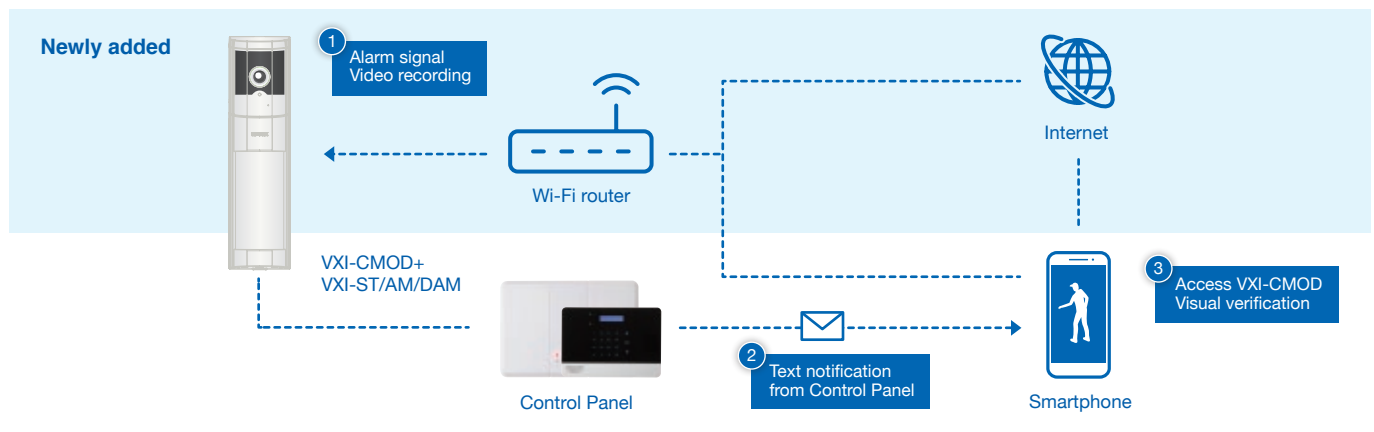 Newly added
1
Alarm signal
Video recording
Internet
Wi-Fi router
VXI-CMOD+
VXI-ST/AM/DAM
3
Access VXI-CMOD
Visual verification
2
Text notification
from Control Panel
Control Panel
Smartphone